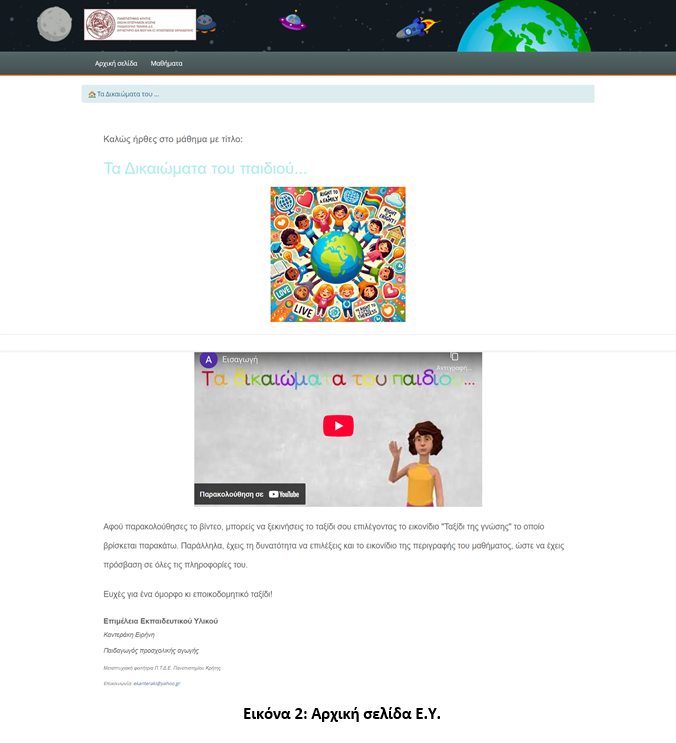 Αρχική σελίδα Μαθήματα
Τα Δικαιώματα του ...
Καλώς ήρθες στο μάθημα με τίτλο:
Τα Δικαιώματα του παιδιού...
RIGHT TO A FAMILY
LOVE
LIVE
A Εισαγωγή
Αντιγραφή...
Τα δικαιώματα του παιδιού...
Παρακολούθηση σε YouTube
Αφού παρακολούθησες το βίντεο, μπορείς να ξεκινήσεις το ταξίδι σου επιλέγοντας το εικονίδιο "Ταξίδι της γνώσης" το οποίο
βρίσκεται παρακάτω. Παράλληλα, έχεις τη δυνατότητα να επιλέξεις και το εικονίδιο της περιγραφής του μαθήματος, ώστε να έχεις
πρόσβαση σε όλες τις πληροφορίες του.
Ευχές για ένα όμορφο κι εποικοδομητικό ταξίδι!
Επιμέλεια Εκπαιδευτικού Υλικού
Καντεράκη Ειρήνη
Παιδαγωγός προσχολικής αγωγής
Μεταπτυχιακή φοιτήτρια Π.Τ.Δ.Ε. Πανεπιστημίου Κρήτης
Επικοινωνία: ekanteraki@yahoo.gr
Εικόνα 2: Αρχική σελίδα Ε.Υ.